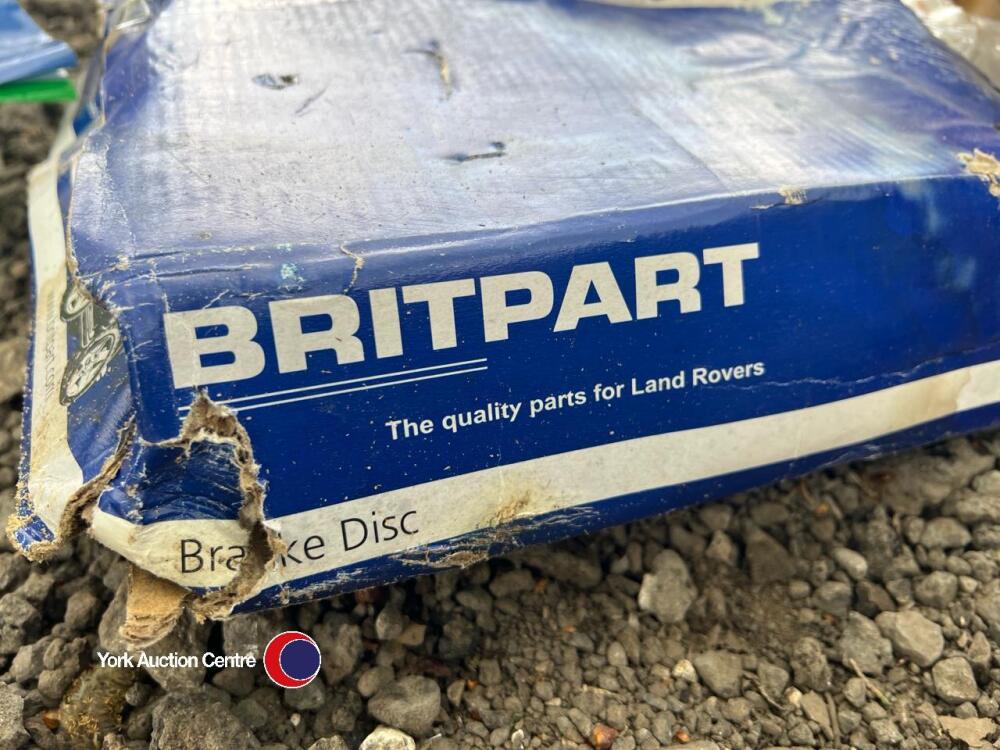 BRITPART
The quality parts for Land Rovers
Brake Disc
York Auction Centre